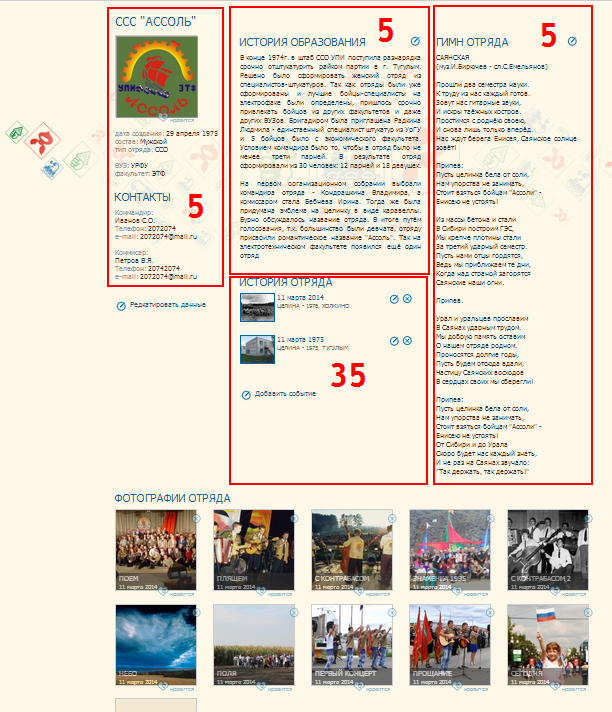 ССС "АССОЛЬ"
УПИ ЭТФ
АССОЛЬ
нравится
дата создания: 29 апреля 1975
состав: Мужской
тип отряда: ССО
ВУЗ: УРФУ
факультет: ЭТФ
КОНТАКТЫ
5
Коммандир:
Иванов С.О.
Телефон: 2072074
e-mail: 2072074@mail.ru
Коммисар:
Петров В.Я.
Телефон: 20742074
e-mail: 2072074@mail.ru
Редактировать данные
5
ИСТОРИЯ ОБРАЗОВАНИЯ
В конце 1974г. в штаб ССО УПИ поступила разнарядка
срочно отштукатурить райком партии в г. Тугулым.
Решено было сформировать женский отряд из
специалистов-штукатуров. Так как отряды были уже
сформированы и лучшие бойцы-специалисты на
электрофаке были определены, пришлось срочно
привлекать бойцов из других факультетов и даже
других ВУЗов. Бригадиром была приглашена Радкина
Людмила - единственный специалист штукатур из УрГУ
и 5 бойцов было с экономического факультета.
Условием командира было то, чтобы в отряд было не
менее трети парней. В результате отряд
сформировали из 30 человек: 12 парней и 18 девушек.
На первом организационном собрании выбрали
командира отряда - Кондрашкина Владимира, а
комиссаром стала Бебнева Ирина. Тогда же была
придумана эмблема на целинку в виде каравеллы.
Бурно обсуждалось название отряда. В итоге путём
голосования, т.к. большинство были девчата, отряду
присвоили романтическое название "Ассоль". Так на
электротехническом факультете появился ещё один
отряд
ИСТОРИЯ ОТРЯДА
11 марта 2014
ЦЕЛИНА - 1976, ХОЛКИНО
11 марта 1975
ЦЕЛИНА - 1975, ТУГУЛЫМ
35
Добавить событие
5
ГИМН ОТРЯДА
САЯНСКАЯ
(муз.И.Вирючев - сл.С.Емельянов)
Прошли два семестра науки.
К труду из нас каждый готов.
Зовут нас гитарные звуки,
И искры таёжных костров.
Простимся с роднёю своею,
И снова лишь только вперёд.
Нас ждут берега Енисея, Саянское солнце
зовёт!
Припев:
Пусть целинка бела от соли,
Нам упорства не занимать,
Стоит взяться бойцам "Ассоли" -
Енисею не устоять!
Из массы бетона и стали
В Сибири построим ГЭС,
Мы крепче плотины стали
За третий ударный семестр.
Пусть нами отцы гордятся,
Ведь мы приближаем те дни,
Когда над страной загорятся
Саянские наши огни.
Припев.
Урал и уральцев прославим
В Саянах ударным трудом.
Мы добрую память оставим
О нашем отряде родном.
Проносятся долгие годы,
Пусть будем отсюда вдали,
Частицу Саянских восходов
В сердцах своих мы сберегли!
Припев:
Пусть целинка бела от соли,
Нам упорства не занимать,
Стоит взяться бойцам "Ассоли" -
Енисею не устоять!
От Сибири и до Урала
Скоро будет нас каждый знать,
И не раз на Саянах звучало:
"Так держать, так держать!"
ФОТОГРАФИИ ОТРЯДА
ПОЕМ
11 марта 2014
нравится
ПЛЯШЕМ
11 марта 2014
нравится
С КОНТРАБАСОМ
11 марта 2014
нравится
ЗНАМЕНКА 1995
11 марта 2014
нравится
С КОНТРАБАСОМ 2
11 марта 2014
нравится
НЕБО
11 марта 2014
нравится
ПОЛЯ
11 марта 2014
нравится
ПЕРВЫЙ КОНЦЕРТ
11 марта 2014
нравится
ПРОЩАНИЕ
11 марта 2014
нравится
СЕГОДНЯ
11 марта 2014
нравится